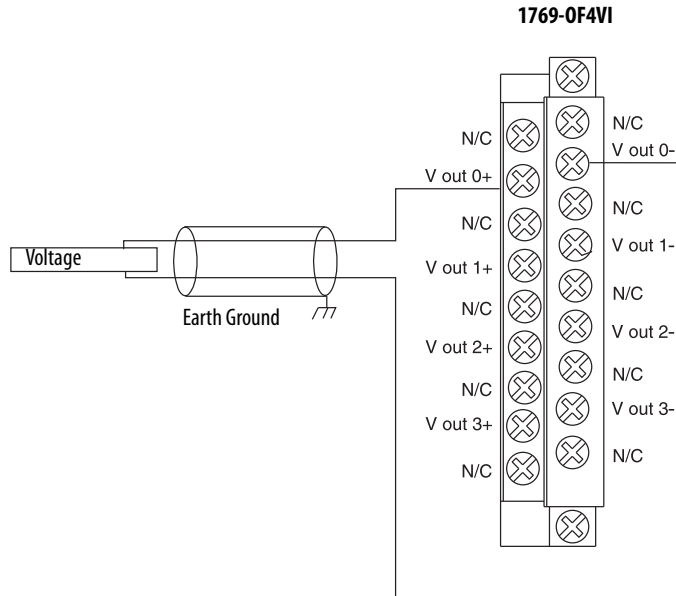 1769-OF4VI
N/C
V out 0+
N/C
V out 1+
N/C
V out 2+
N/C
V out 3+
N/C
N/C
V out 0-
N/C
V out 1-
N/C
V out 2-
N/C
V out 3-
N/C
Voltage
Earth Ground